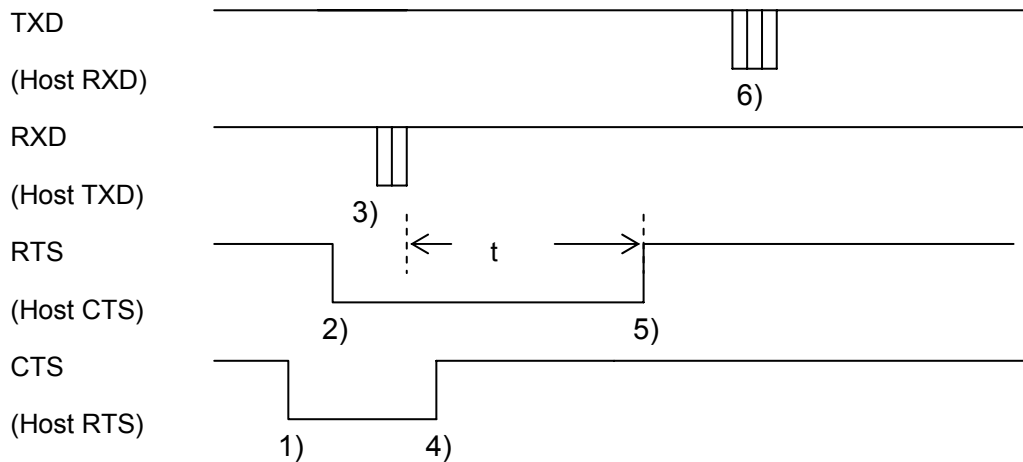 TXD
(Host RXD)
6)
RXD
(Host TXD)
3)
RTS
t
(Host CTS)
2)
5)
CTS
(Host RTS)
1)
4)